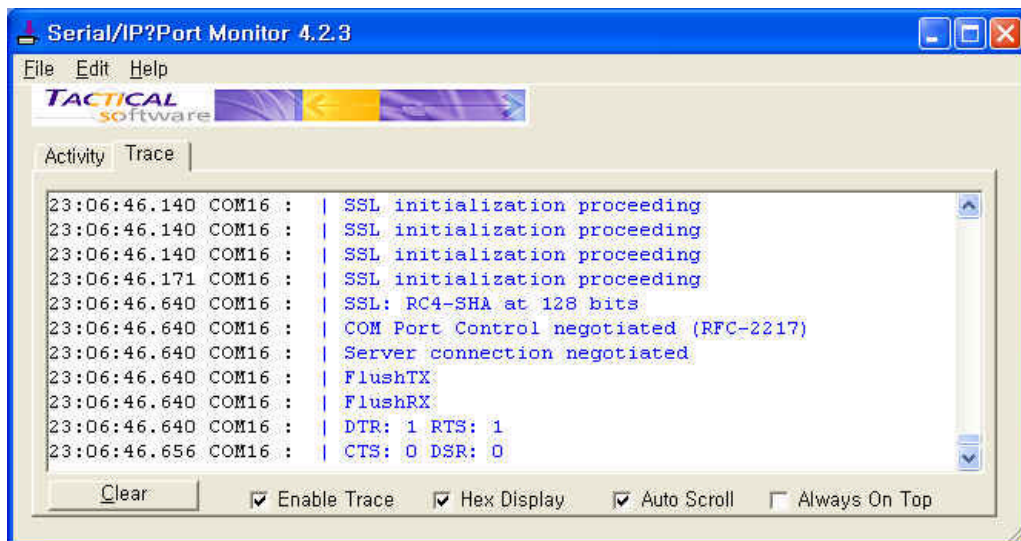 Serial/IP?Port Monitor 4.2.3
File Edit Help
TACTICAL
software
Activity Trace
23:06:46.140 COM16 : | SSL initialization proceeding
23:06:46.140 COM16 : | SSL initialization proceeding
23:06:46.140 COM16 : | SSL initialization proceeding
23:06:46.171 COM16 : | SSL initialization proceeding
23:06:46.640 COM16 : | SSL: RC4-SHA at 128 bits
23:06:46.640 COM16 : | COM Port Control negotiated (RFC-2217)
23:06:46.640 COM16 : | Server connection negotiated
23:06:46.640 COM16 : | FlushTX
23:06:46.640 COM16 : | FlushRX
23:06:46.640 COM16 : | DTR: 1 RTS: 1
23:06:46.656 COM16 : | CTS: 0 DSR: 0
Clear Enable Trace Hex Display Auto Scroll Always On Top